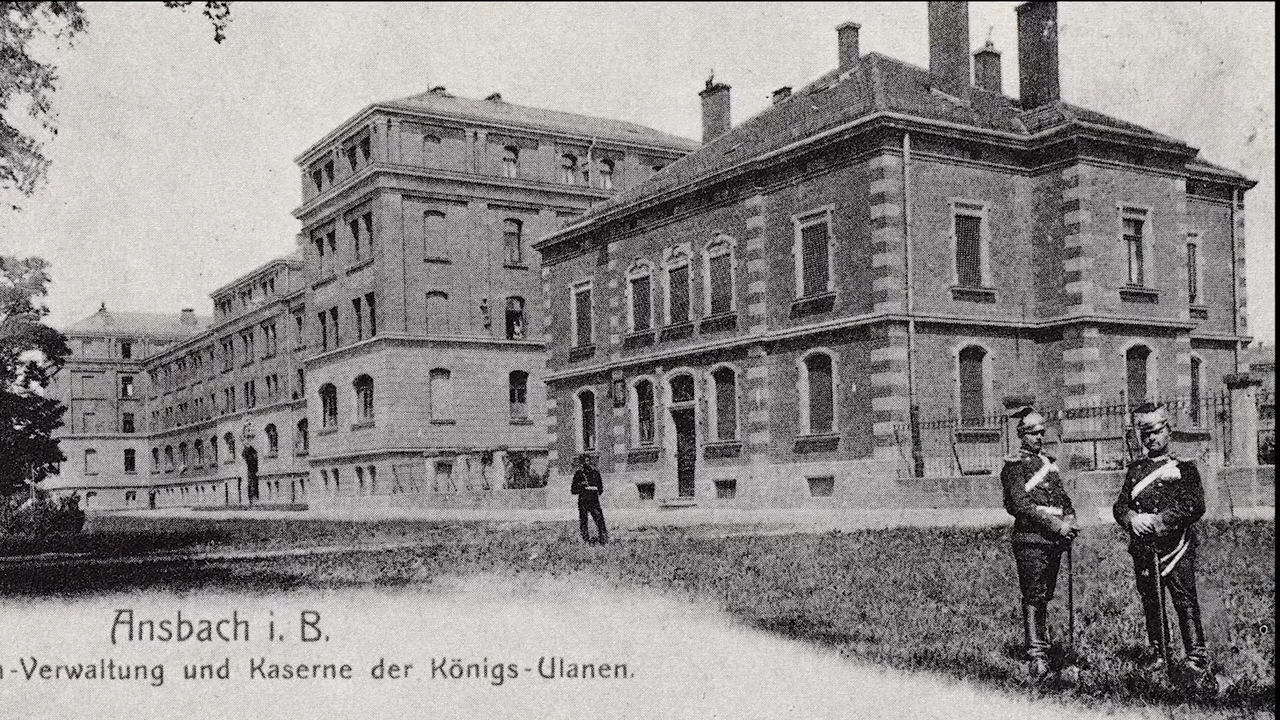 Ansbach i. B.
-Verwaltung und Kaserne der Königs-Ulanen.